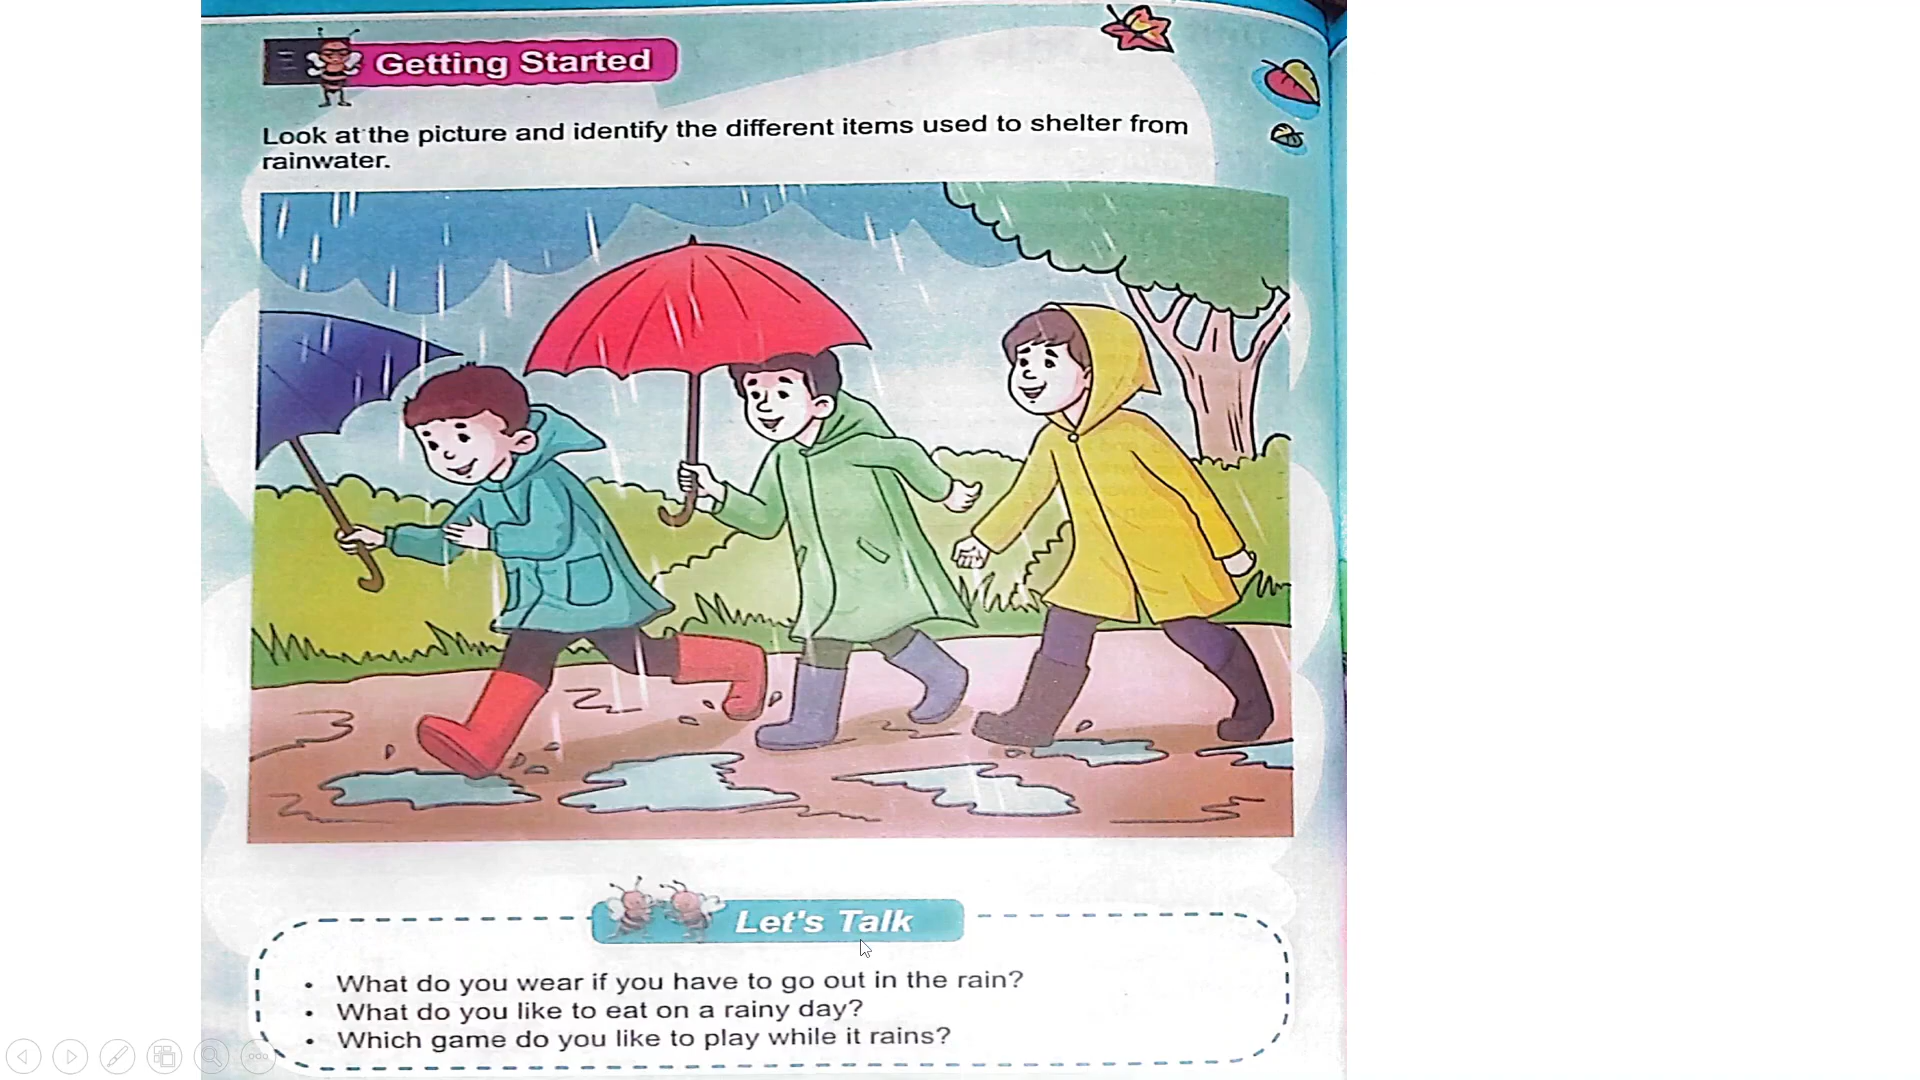 Getting Started
Look at the picture and identify the different items used to shelter from
rainwater.
Let's Talk
• What do you wear if you have to go out in the rain?
• What do you like to eat on a rainy day?
• Which game do you like to play while it rains?